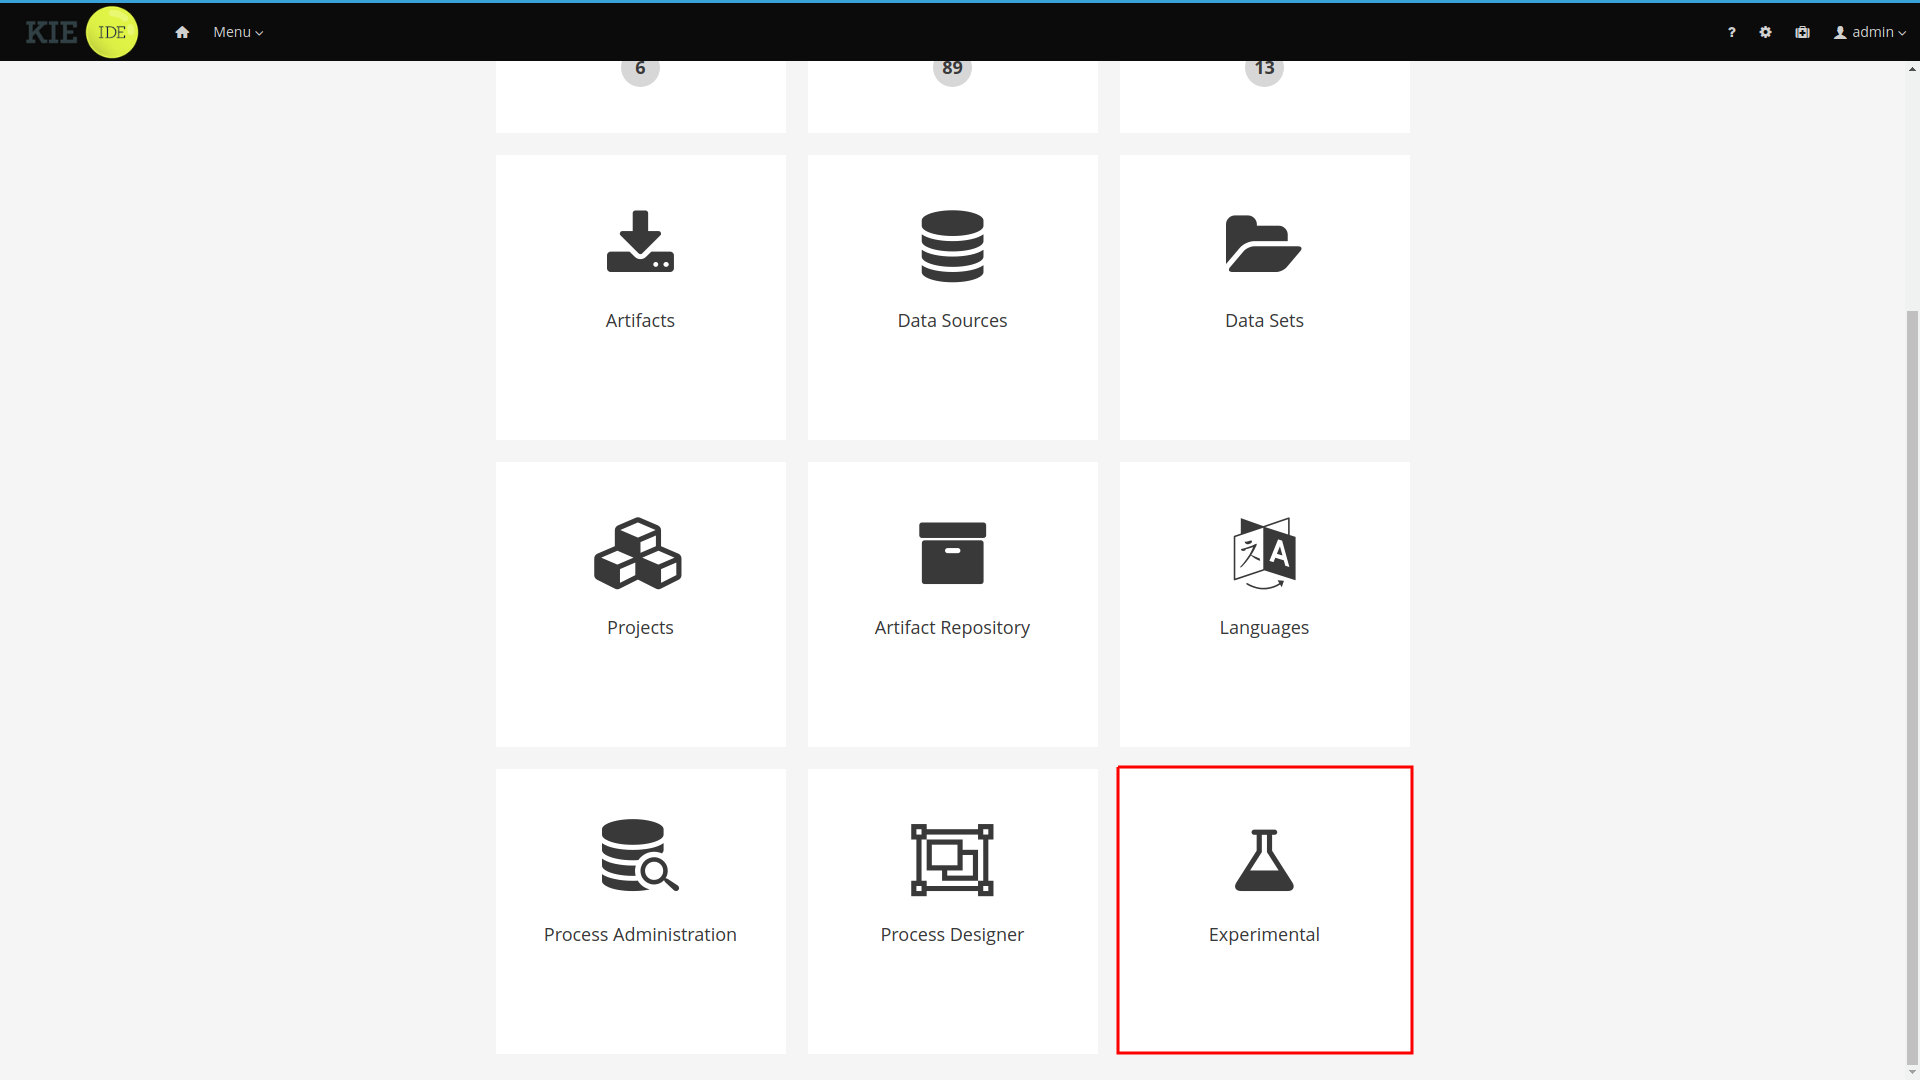 KIE IDE Menu ? admin
6 89 13
Artifacts Data Sources Data Sets
Projects Artifact Repository Languages
Process Administration Process Designer Experimental